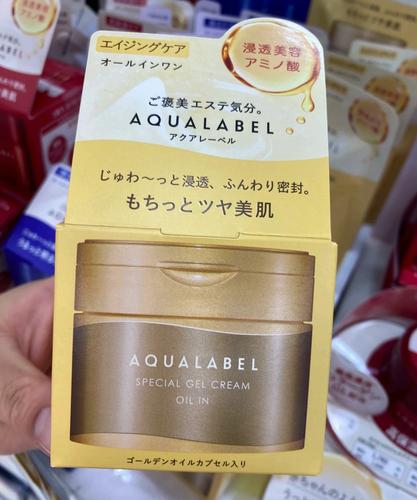 エイジングケア
オールインワン
浸透美容
アミノ酸
ご褒美エステ気分。
AQUALABEL
アクアレーベル
じゅわ〜っと浸透、ふんわり密封。
もちっとツヤ美肌
AQUALABEL
SPECIAL GEL CREAM
OIL IN
ゴールデンオイルカプセル入り